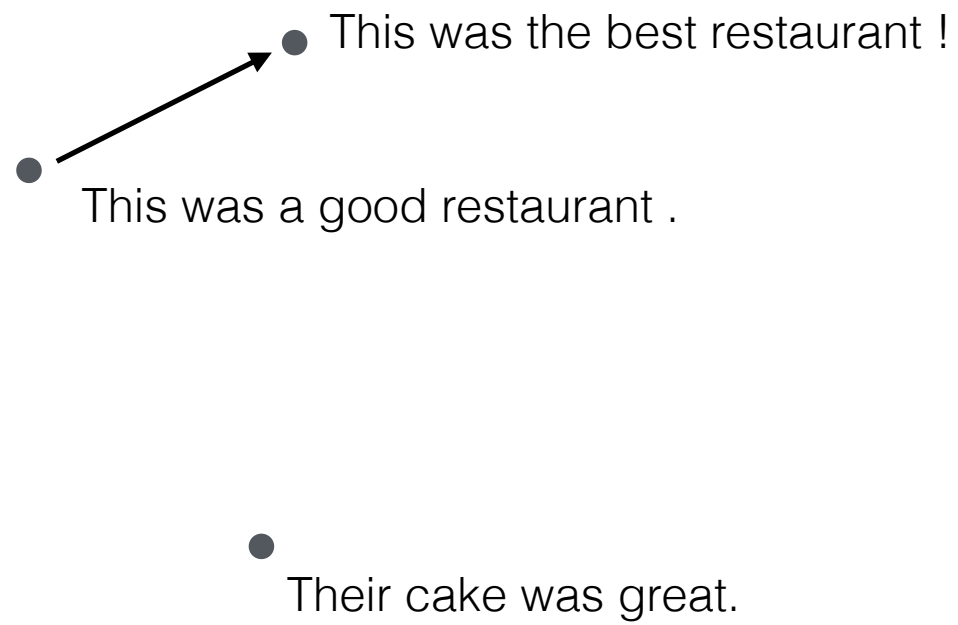 This was the best restaurant !
This was a good restaurant .
Their cake was great.